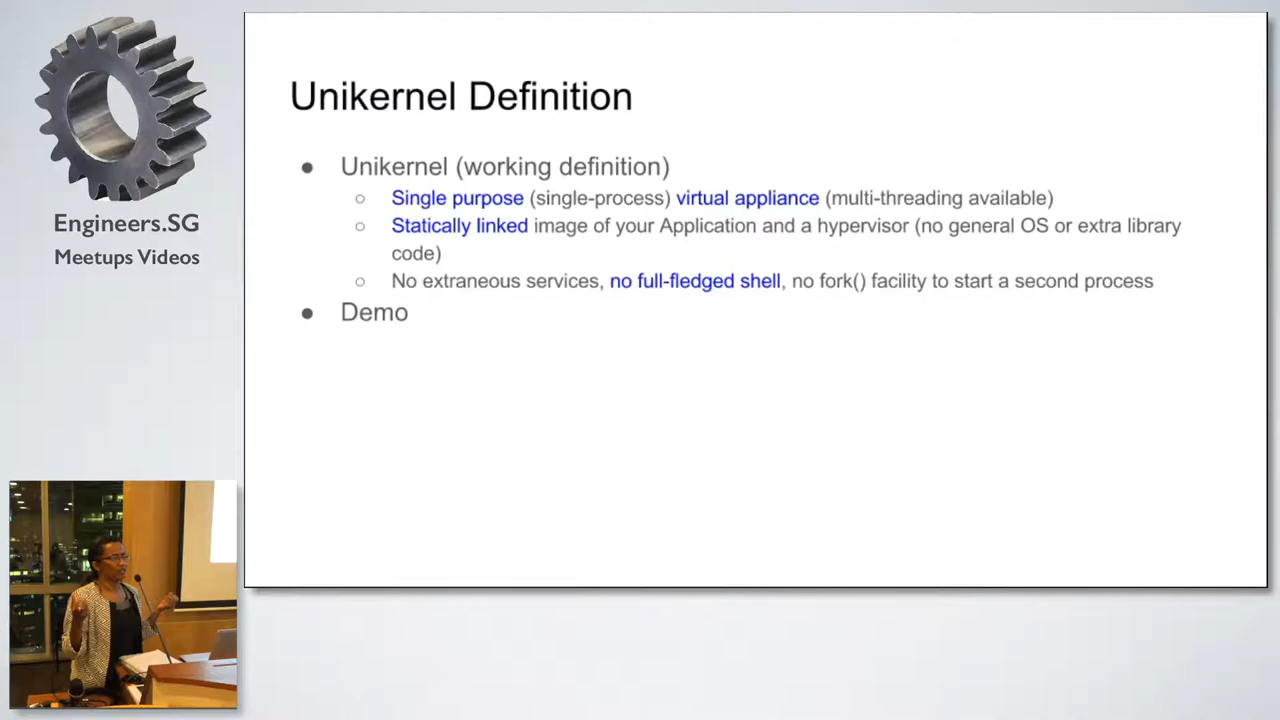 Engineers.SG
Meetups Videos
Unikernel Definition
● Unikernel (working definition)
○ Single purpose (single-process) virtual appliance (multi-threading available)
○ Statically linked image of your Application and a hypervisor (no general OS or extra library
code)
○ No extraneous services, no full-fledged shell, no fork() facility to start a second process
● Demo